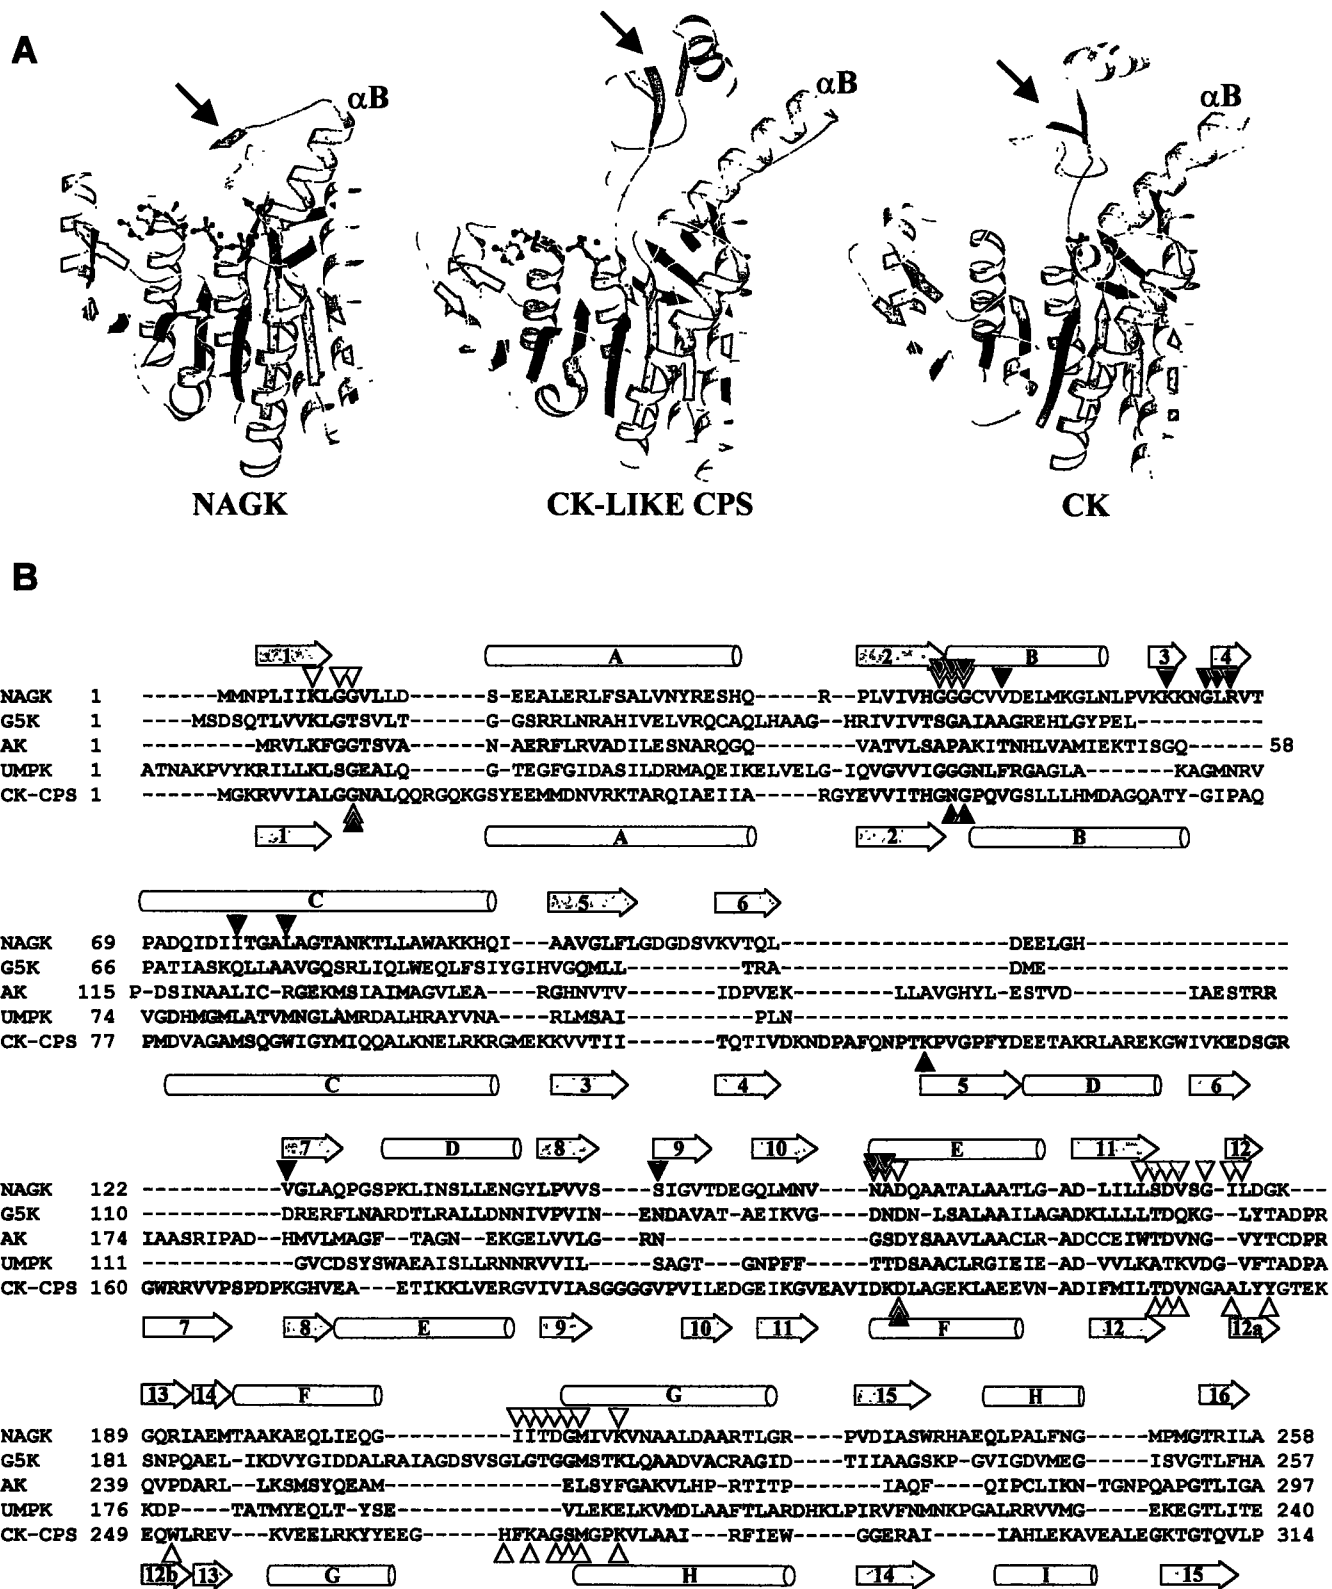 A
αB
αB
αB
NAGK
CK-LIKE CPS
CK
B
1 A 2 B 3 4
NAGK 1 ------MMNPLIIKLGGVLLD------S-EEALERLFSALVNYRESHQ-----R--PLVIVHGGGCVVDELMKGLNLPVKKKNGLRVT
G5K 1 ----MSDSQTLVVKLGTSVLT------G-GSRRLNRAHIVELVRQCAQLHAAG--HRIVIVTSGAIAAGREHLGYPEL----------
AK 1 ---------MRVLKFGGTSVA------N-AERFLRVADILESNARQGQ--------VATVLSAPAKITNHLVAMIEKTISGQ------58
UMPK 1 ATNAKPVYKRILLKLSGEALQ------G-TEGFGIDASILDRMAQEIKELVELG-IQVGVVIGGGNLFRGAGLA-------KAGMNRV
CK-CPS 1 ------MGKRVVIALGGNALQQRGQKGSYEEMMDNVRKTARQIAEIIA-----RGYEVVITHGNGPQVGSLLLHMDAGQATY-GIPAQ
1 A 2 B
C 5 6
NAGK 69 PADQIDIITGALAGTANKTLLAWAKKHQI---AAVGLFLGDGDSVKVTQL------------------DEELGH----------------
G5K 66 PATIASKQLLAAVGQSRLIQLWEQLFSIYGIHVGQMLL---------TRA------------------DME-------------------
AK 115 P-DSINAALIC-RGEKMSIAIMAGVLEA----RGHNVTV-------IDPVEK------LLAVGHYL-ESTVD---------IAESTRR
UMPK 74 VGDHMGMLATVMNGLAMRDALHRAYVNA----RLMSAI--------PLN---------------------------------------
CK-CPS 77 PMDVAGAMSQGWIGYMIQQALKNELRKRGMEKKVVTII-------TQTIVDKNDPAFQNPTKPVGPFYDEETAKRLAREKGWIVKEDSGR
C 3 4 5 D 6
7 D 8 9 10 E 11 12
NAGK 122 -----------VGLAQPGSPKLINSLLENGYLPVVS----SIGVTDEGQLMNV----NADQAATALAATLG-AD-LILLSDVSG-ILDGK---
G5K 110 -----------DRERFLNARDTLRALLDNNIVPVIN---ENDAVAT-AEIKVG----DNDN-LSALAAILAGADKLLLLTDQKG-LYTADPR
AK 174 IAASRIPAD--HMVLMAGF--TAGN--EKGELVVLG---RN---------------GSDYSAAVLAACLR-ADCCEIWTDVNG--VYTCDPR
UMPK 111 ------------GVCDSYSWAEAISLLRNNRVVIL-----SAGT---GNPFF-----TTDSAACLRGIEIE-AD-VVLKATKVDG-VFTADPA
CK-CPS 160 GWRRVVPSPDPKGHVEA---ETIKKLVERGVIVIASGGGGVPVILEDGEIKGVEAVIDKDLAGEKLAEEVN-ADIFMILTDVNGAALYYGTEK
7 8 E 9 10 11 F 12 12a
13 14 F G 15 H 16
NAGK 189 GQRIAEMTAAKAEQLIEQG----------IITDGMIVKVNAALDAARTLGR----PVDIASWRHAEQLPALFNG-----MPMGTRILA 258
G5K 181 SNPQAEL-IKDVYGIDDALRAIAGDSVSGLGTGGMSTKLQAADVACRAGID----TIIAAGSKP-GVIGDVMEG-----ISVGTLFHA 257
AK 239 QVPDARL--LKSMSYQEAM--------------ELSYFGAKVLHP-RTITP-----IAQF---QIPCLIKN-TGNPQAPGTLIGA 297
UMPK 176 KDP----TATMYEQLT-YSE-------------VLEKELKVMDLAAFTLARDHKLPIRVFNMNKPGALRRVVMG-----EKEGTLITE 240
CK-CPS 249 EQWLREV---KVEELRKYYEEG------HFKAGSMGPKVLAAI----RFIEW-----GGERAI----IAHLEKAVEALEGKTGTQVLP 314
12b 13 G H 14 I 15